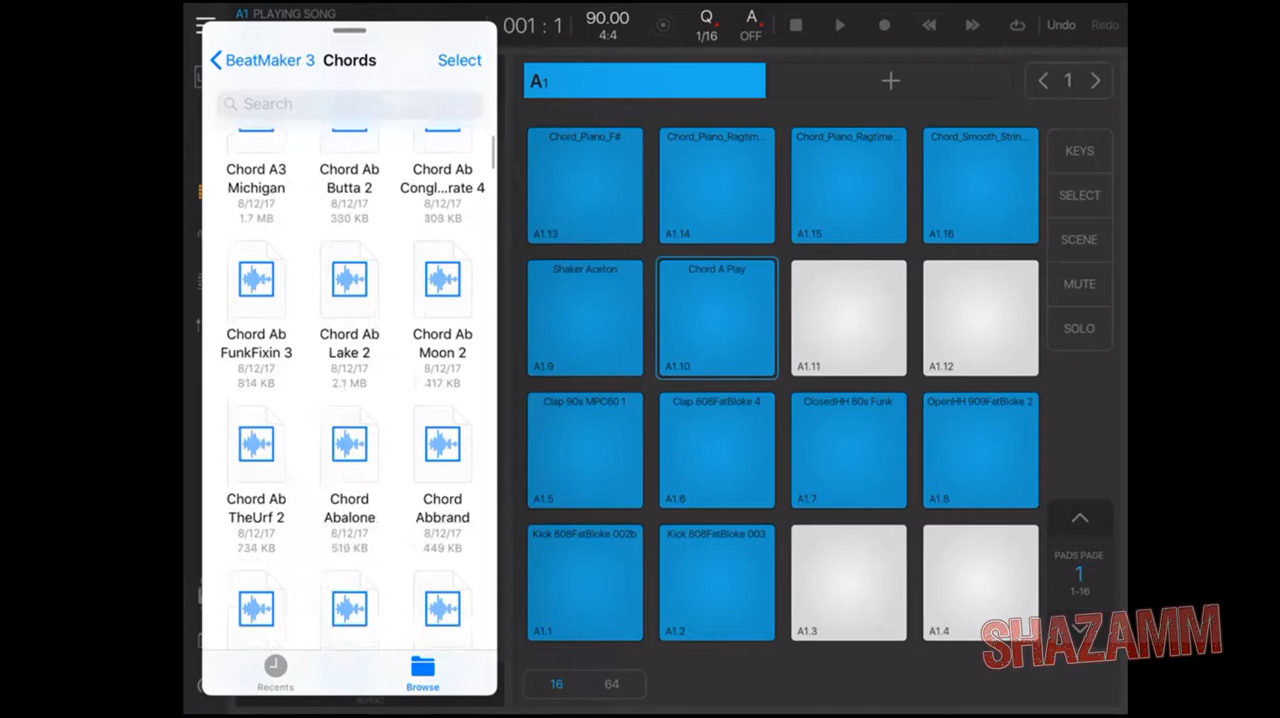 A1 PLAYING SONG
001 : 1
90.00
4:4
Q
1/16
A
OFF
Undo
Redo
BeatMaker 3
Chords
Select
Search
Chord A3
Michigan
8/12/17
1.7 MB
Chord Ab
Butta 2
8/12/17
380 KB
Chord Ab
Congl...rate 4
8/12/17
808 KB
Chord Ab
FunkFixin 3
8/12/17
814 KB
Chord Ab
Lake 2
8/12/17
2.1 MB
Chord Ab
Moon 2
8/12/17
417 KB
Chord Ab
TheUrf 2
8/12/17
734 KB
Chord
Abalone
8/12/17
519 KB
Chord
Abbrand
8/12/17
449 KB
Recents
Browse
A1
1
Chord_Piano_F#
A1.13
Chord_Piano_Ragtim...
A1.14
Chord_Piano_Ragtime...
A1.15
Chord_Smooth_Strin...
A1.16
Shaker Aceton
A1.9
Chord A Play
A1.10
A1.11
A1.12
Clap 90s MPC60 1
A1.5
Clap 808FatBloke 4
A1.6
ClosedHH 80s Funk
A1.7
OpenHH 909FatBloke 2
A1.8
Kick 808FatBloke 002b
A1.1
Kick 808FatBloke 003
A1.2
A1.3
A1.4
KEYS
SELECT
SCENE
MUTE
SOLO
PADS PAGE
1
1-16
16
64
SHAZAMM